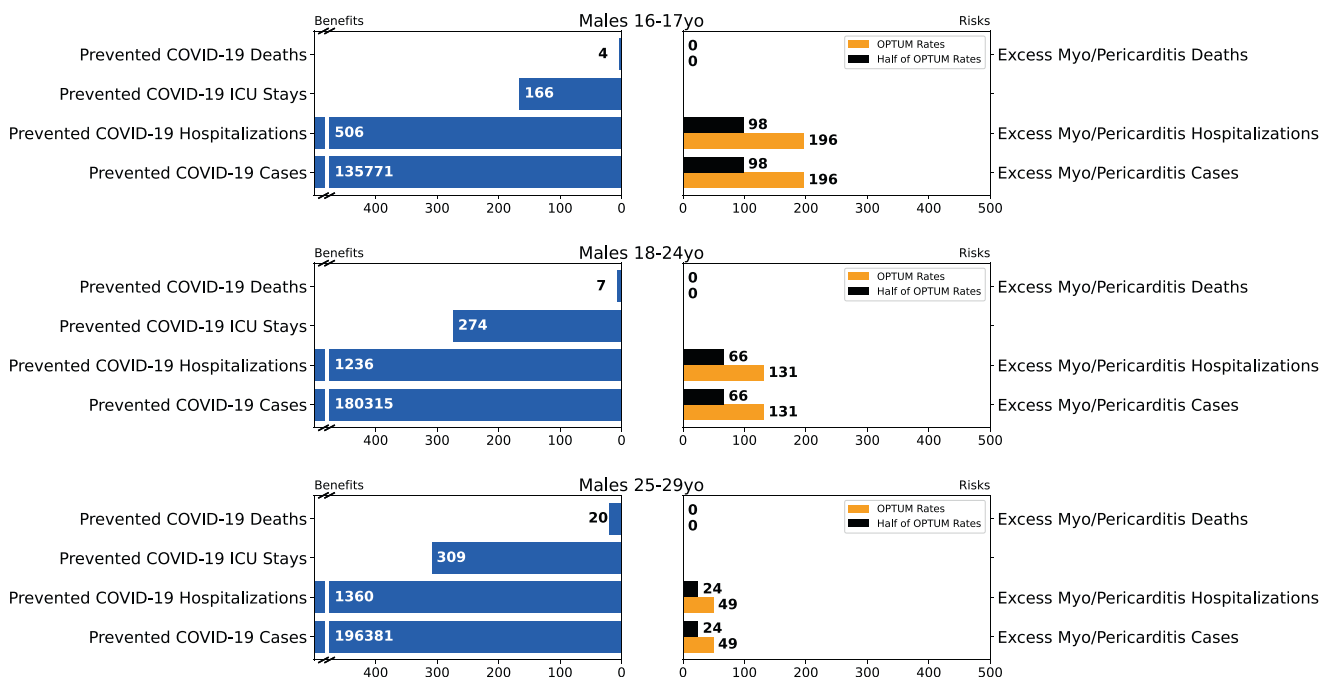 Benefits Males 16-17yo Risks
Prevented COVID-19 Deaths 4 0 OPTUM Rates Excess Myo/Pericarditis Deaths
0 Half of OPTUM Rates
Prevented COVID-19 ICU Stays 166
Prevented COVID-19 Hospitalizations 506 98 Excess Myo/Pericarditis Hospitalizations
196
Prevented COVID-19 Cases 135771 98 Excess Myo/Pericarditis Cases
196
400 300 200 100 0 0 100 200 300 400 500
Benefits Males 18-24yo Risks
Prevented COVID-19 Deaths 7 0 OPTUM Rates Excess Myo/Pericarditis Deaths
0 Half of OPTUM Rates
Prevented COVID-19 ICU Stays 274
Prevented COVID-19 Hospitalizations 1236 66 Excess Myo/Pericarditis Hospitalizations
131
Prevented COVID-19 Cases 180315 66 Excess Myo/Pericarditis Cases
131
400 300 200 100 0 0 100 200 300 400 500
Benefits Males 25-29yo Risks
Prevented COVID-19 Deaths 20 0 OPTUM Rates Excess Myo/Pericarditis Deaths
0 Half of OPTUM Rates
Prevented COVID-19 ICU Stays 309
Prevented COVID-19 Hospitalizations 1360 24 Excess Myo/Pericarditis Hospitalizations
49
Prevented COVID-19 Cases 196381 24 Excess Myo/Pericarditis Cases
49
400 300 200 100 0 0 100 200 300 400 500